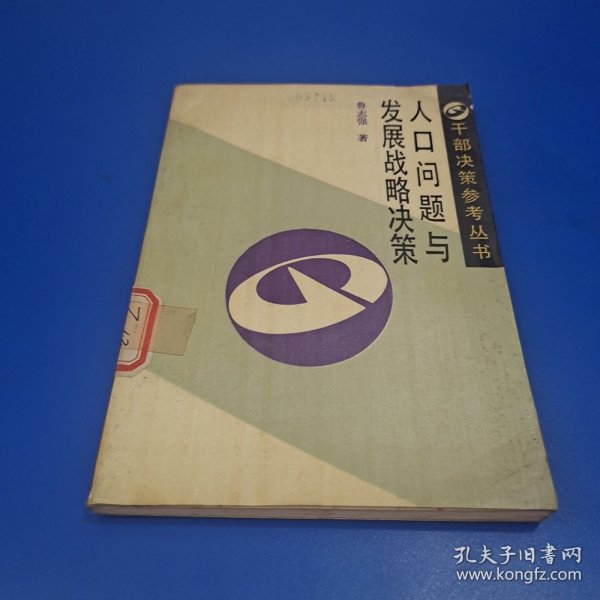 干部决策参考丛书
人口问题与
发展战略决策
鲁志强 著
孔夫子旧书网
www.kongfz.com